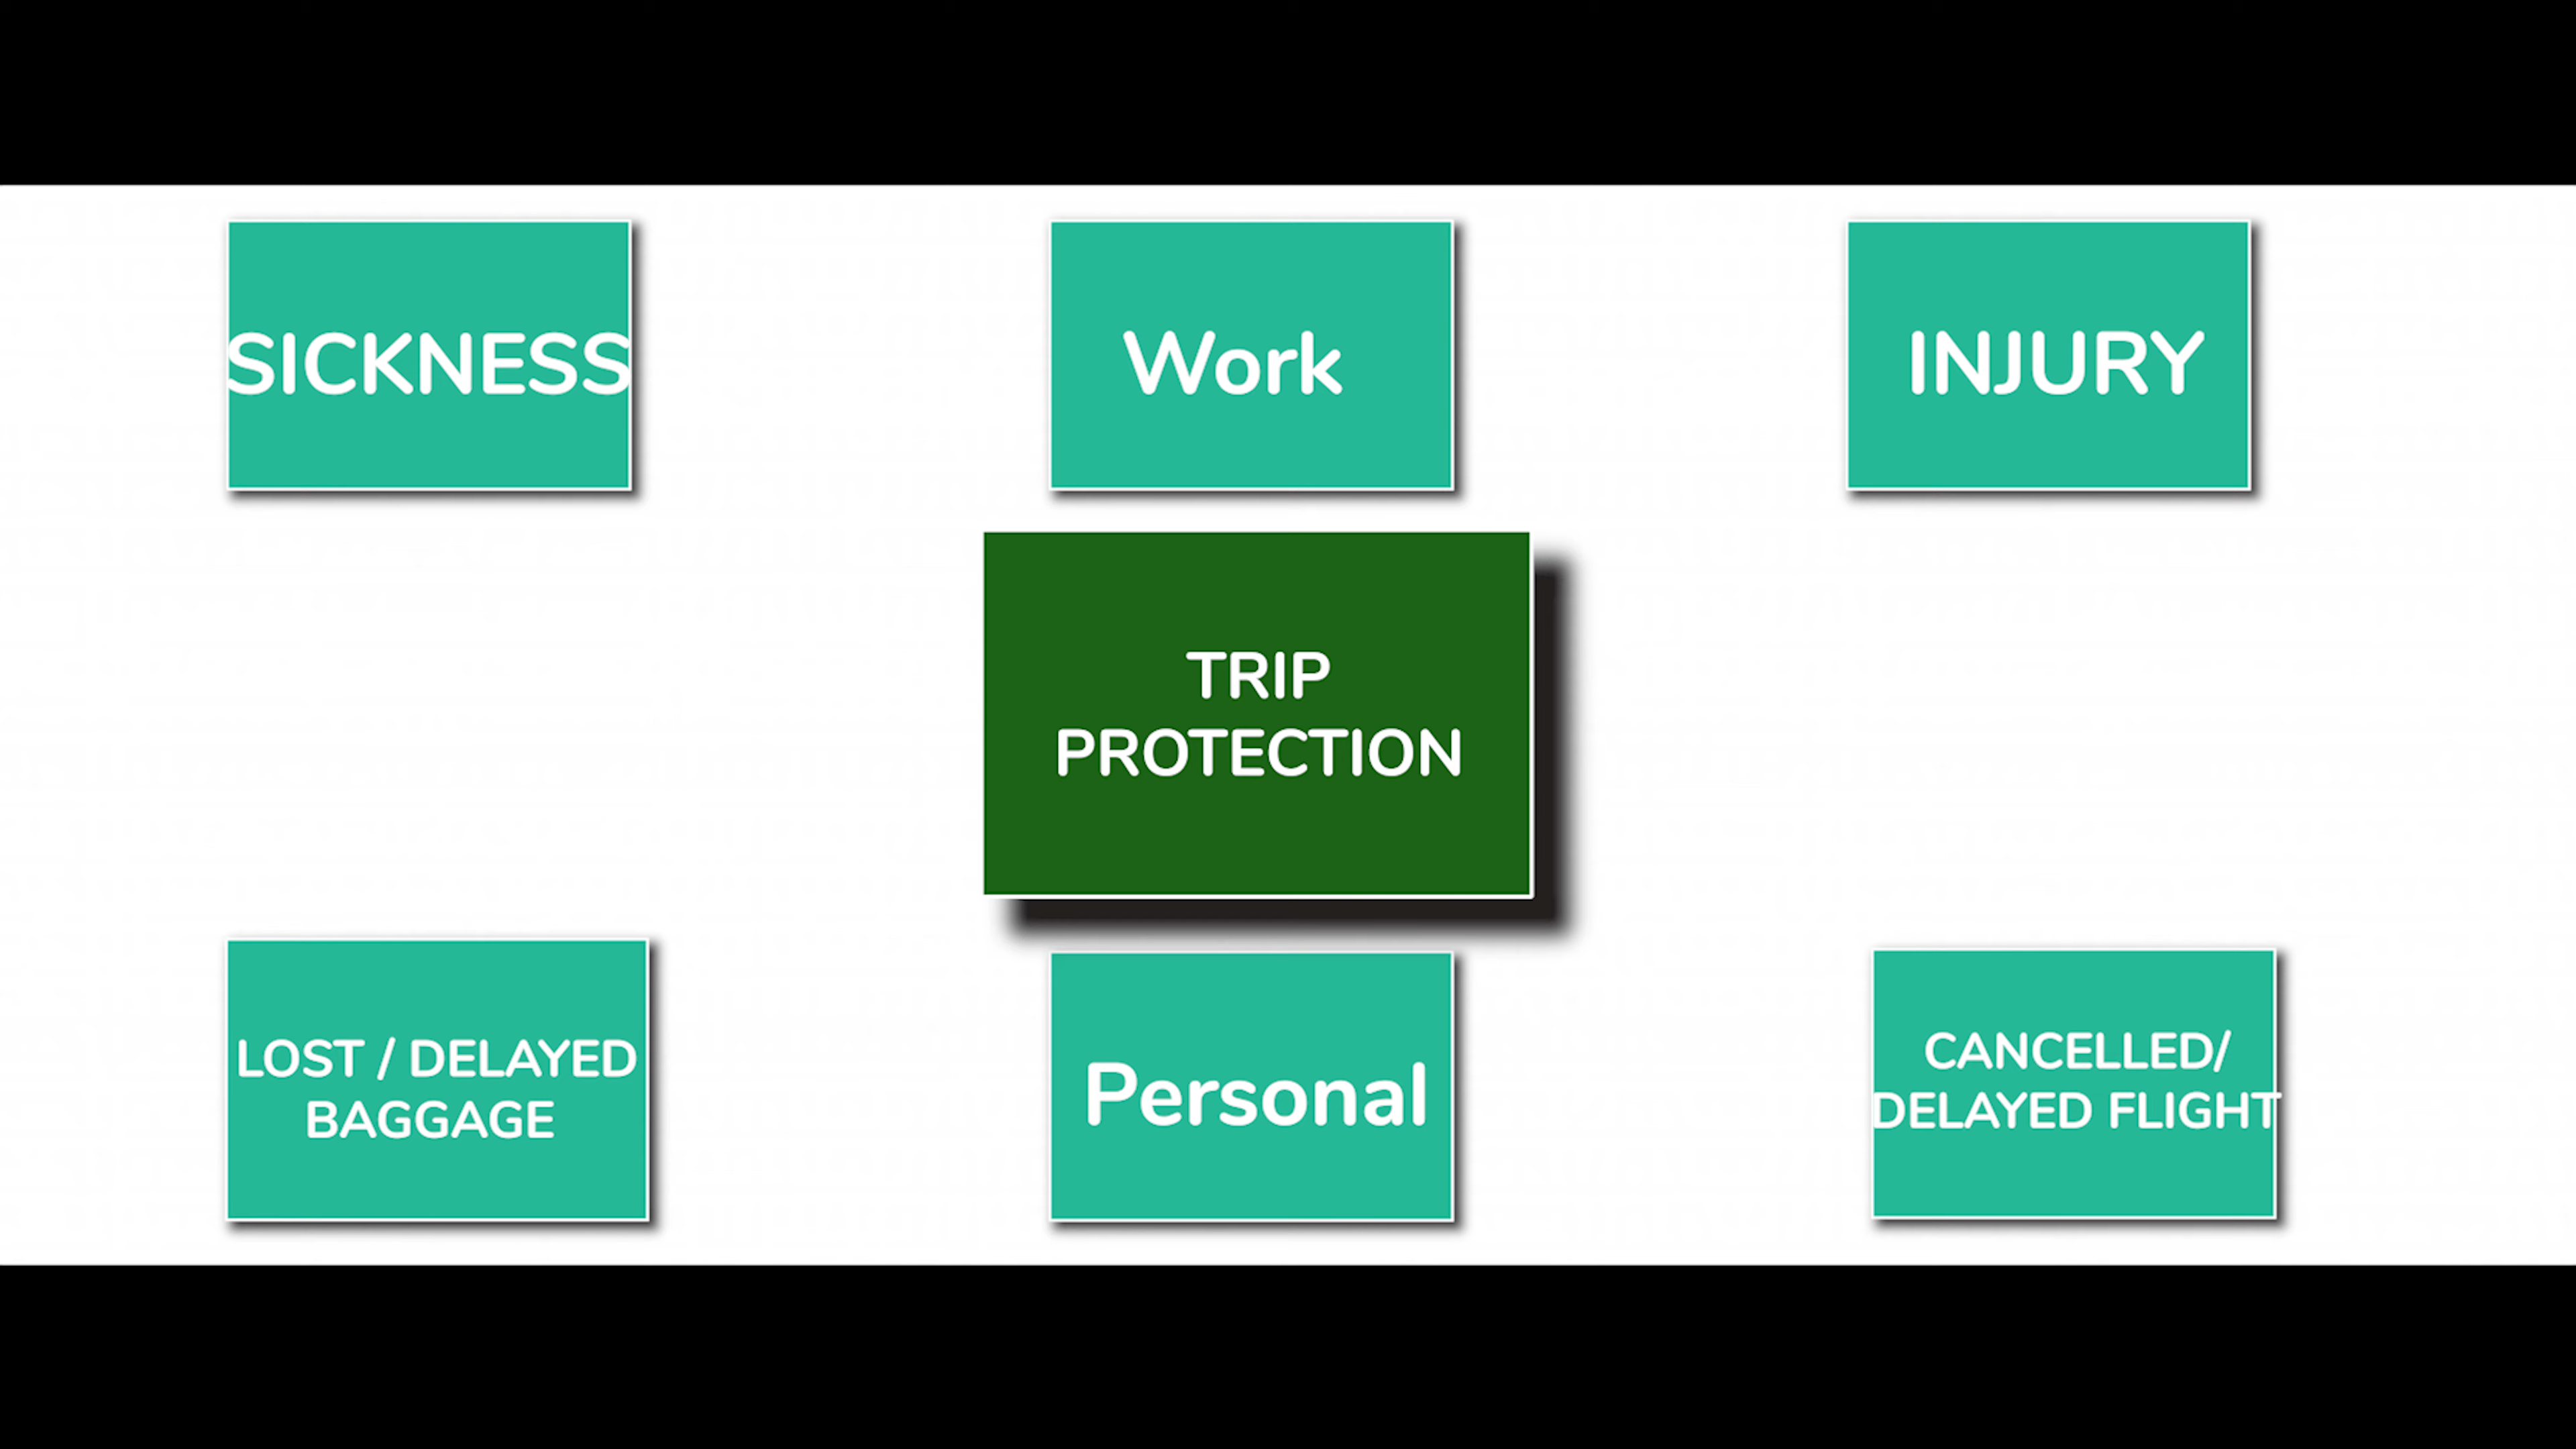 SICKNESS
Work
INJURY
TRIP
PROTECTION
LOST / DELAYED
BAGGAGE
Personal
CANCELLED/
DELAYED FLIGHT